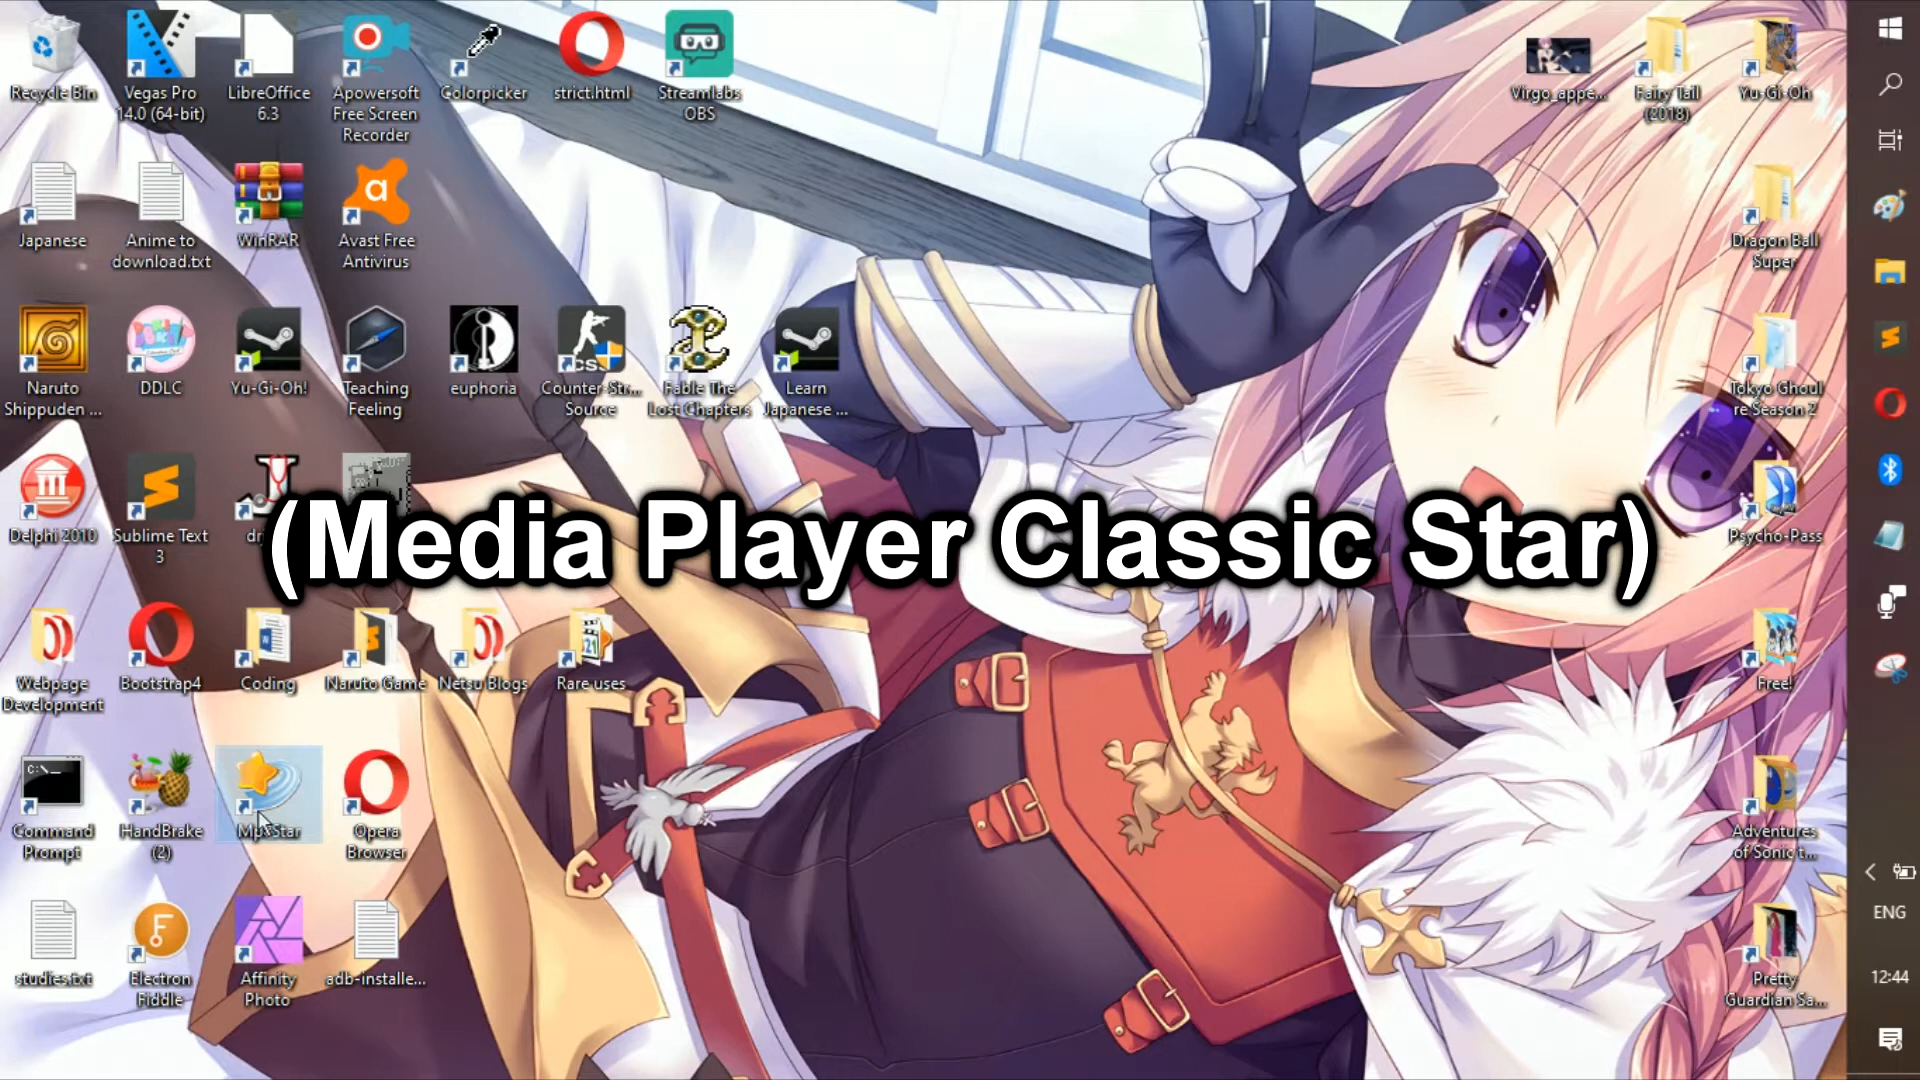 Recycle Bin
Vegas Pro
14.0 (64-bit)
LibreOffice
6.3
Apowersoft
Free Screen
Recorder
Colorpicker
strict.html
Streamlabs
OBS
Virgo_appe...
Fairy Tail
(2018)
Yu-Gi-Oh
Japanese
Anime to
download.txt
WinRAR
Avast Free
Antivirus
Dragon Ball
Super
Naruto
Shippuden ...
DDLC
Yu-Gi-Oh!
Teaching
Feeling
euphoria
CSS
Counter-Str...
Source
Fable The
Lost Chapters
Learn
Japanese ...
Tokyo Ghoul
re Season 2
Delphi 2010
Sublime Text
3
(Media Player Classic Star)
Psycho-Pass
Webpage
Development
Bootstrap4
Coding
Naruto Game
Netsu Blogs
321
Rare uses
Free!
C:\_
Command
Prompt
HandBrake
(2)
MpxStar
Opera
Browser
Adventures
of Sonic t...
studies.txt
Electron
Fiddle
Affinity
Photo
adb-installe...
Pretty
Guardian Sa...
ENG
12:44